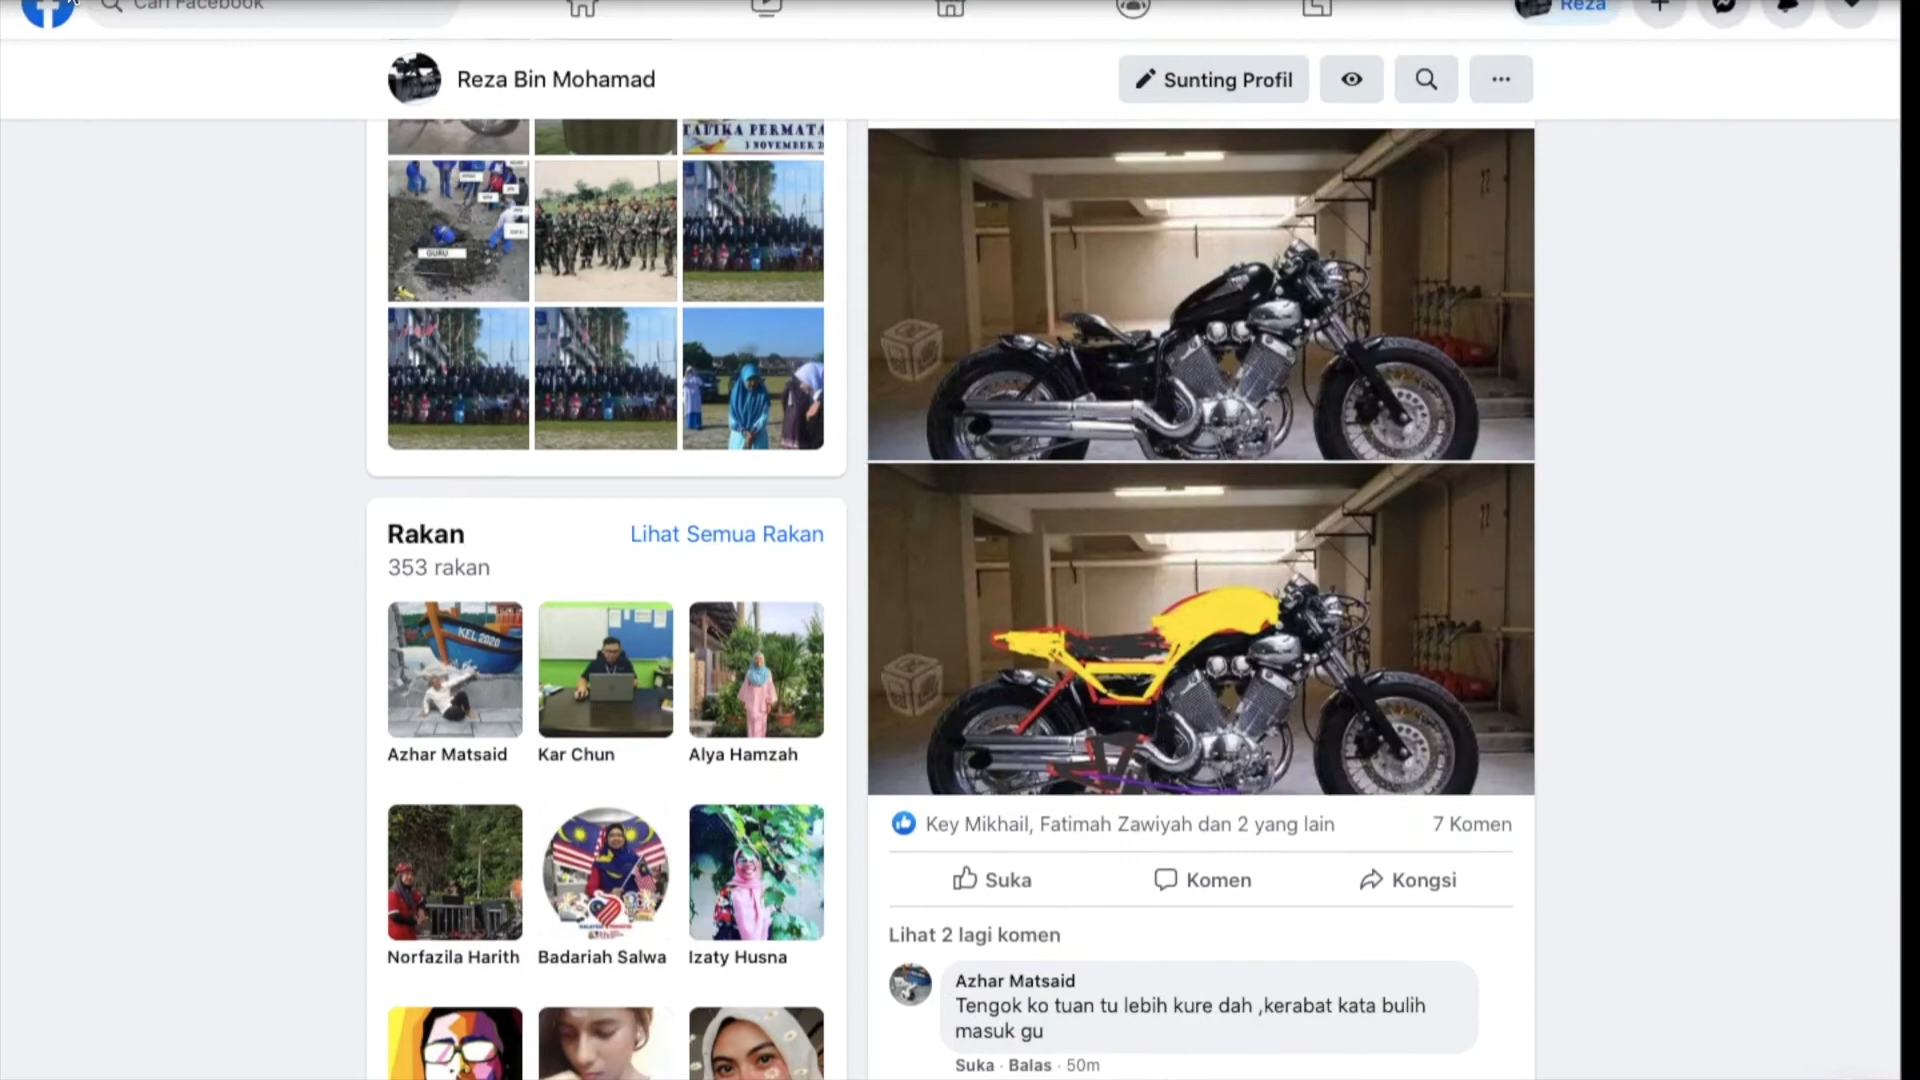 Cari Facebook
Reza
Reza Bin Mohamad
Sunting Profil
TADIKA PERMATA
3 NOVEMBER 2
GURU
Rakan
Lihat Semua Rakan
353 rakan
KEL 2020
Azhar Matsaid
Kar Chun
Alya Hamzah
Norfazila Harith
Badariah Salwa
Izaty Husna
Key Mikhail, Fatimah Zawiyah dan 2 yang lain
7 Komen
Suka
Komen
Kongsi
Lihat 2 lagi komen
Azhar Matsaid
Tengok ko tuan tu lebih kure dah ,kerabat kata bulih
masuk gu
Suka · Balas · 50m